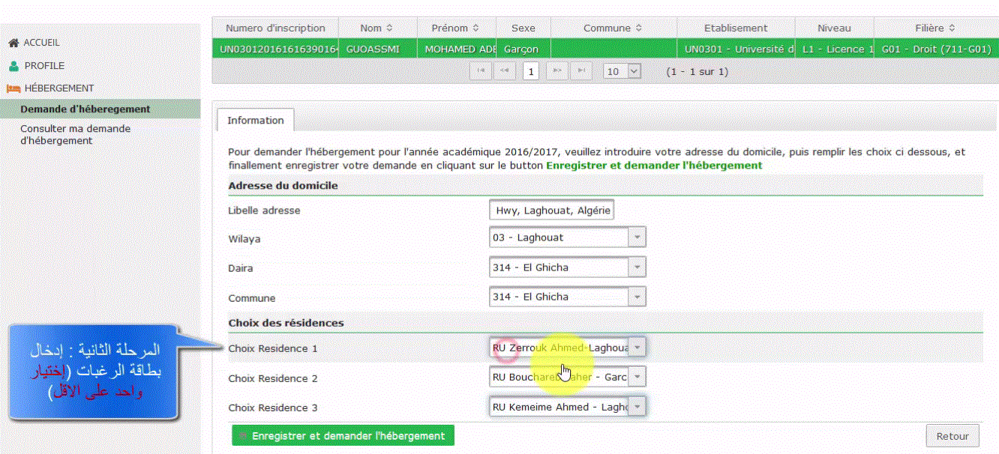 Numero d'inscription Nom Prénom Sexe Commune Etablisement Niveau Filière
UN03012016161639016 GUOASSMI MOHAMED Garçon UN0301 - Université d L1 - Licence 1 G01 - Droit (711-G01)
1 10 (1 - 1 sur 1)
ACCUEIL
PROFILE
HÉBERGEMENT
Demande d'héberegement
Consulter ma demande
d'hébergement
Information
Pour demander l'hébergement pour l'année académique 2016/2017, veuillez introduire votre adresse du domicile, puis remplir les choix ci dessous, et
finallement enregistrer votre demande en cliquant sur le button Enregistrer et demander l'hébergement
Adresse du domicile
Libelle adresse Hwy, Laghouat, Algérie
Wilaya 03 - Laghouat
Daira 314 - El Ghicha
Commune 314 - El Ghicha
Choix des résidences
Choix Residence 1 RU Zerrouk Ahmed-Laghoua
Choix Residence 2 RU - Garc
Choix Residence 3 RU Kemeime Ahmed - Lagho
المرحلة الثانية : إدخال
بطاقة الرغبات (إختيار
واحد على الاقل)
Enregistrer et demander l'hébergement Retour